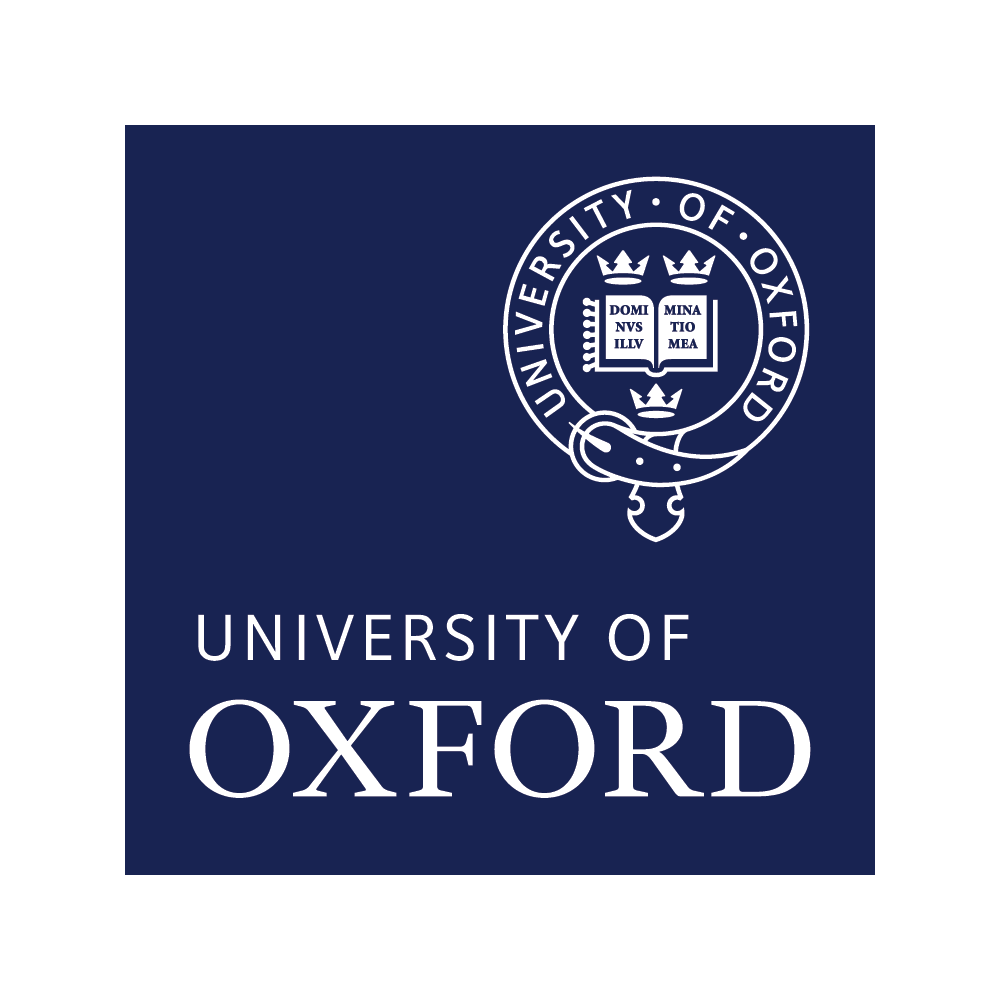 UNIVERSITY · OF · OXFORD
DOMI
NVS
ILLV
MINA
TIO
MEA
UNIVERSITY OF
OXFORD